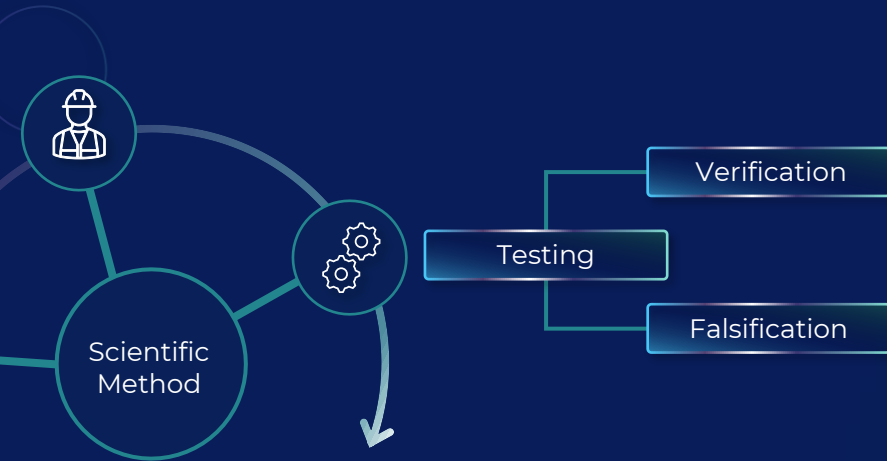 Verification
Testing
Falsification
Scientific
Method